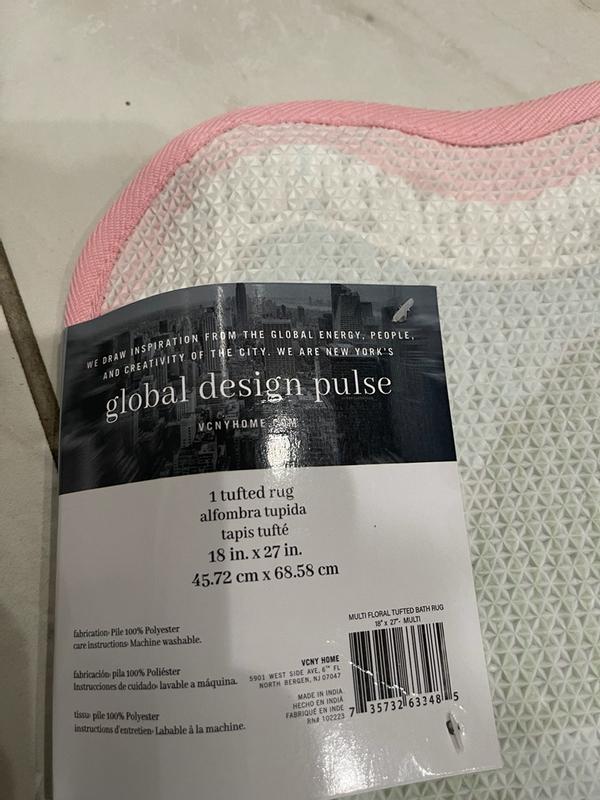 WE DRAW INSPIRATION FROM THE GLOBAL ENERGY, PEOPLE,
AND CREATIVITY OF THE CITY. WE ARE NEW YORK'S
global design pulse
VCNYHOME.COM
1 tufted rug
alfombra tupida
tapis tufté
18 in. x 27 in.
45.72 cm x 68.58 cm
fabrication: Pile 100% Polyester
care instructions: Machine washable.
fabricación: pila 100% Poliéster
Instrucciones de cuidado: lavable a máquina.
tissu: pile 100% Polyester
instructions d'entretien: Labable à la machine.
VCNY HOME
5901 WEST SIDE AVE, 6TH FL
NORTH BERGEN, NJ 07047
MADE IN INDIA
HECHO EN INDIA
FABRIQUÉ EN INDE
RN# 102223
MULTI FLORAL TUFTED BATH RUG
18" x 27" - MULTI
7 35732 63348 5